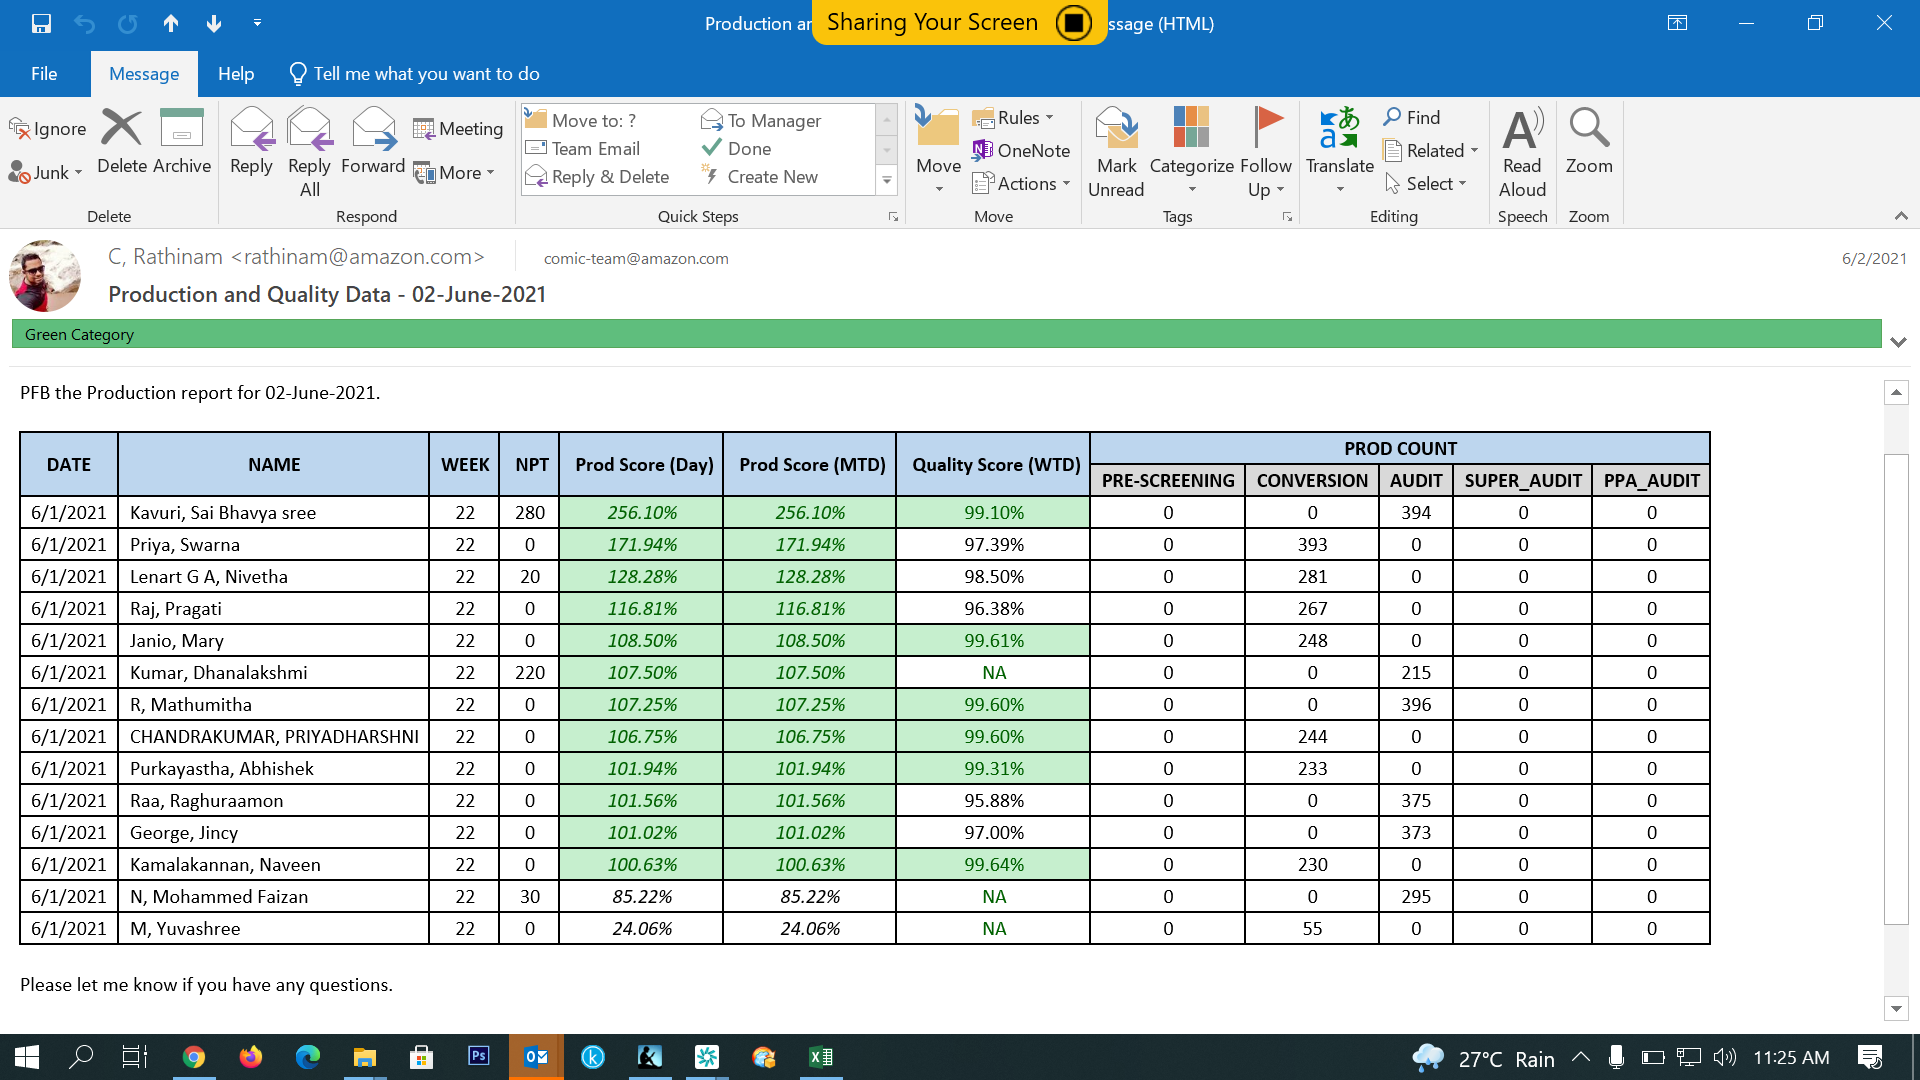 Production ar
Sharing Your Screen
ssage (HTML)
File
Message
Help
Tell me what you want to do
Ignore
Junk
Delete
Archive
Delete
Reply
Reply All
Forward
Meeting
More
Respond
Move to: ?
To Manager
Team Email
Done
Reply & Delete
Create New
Quick Steps
Move
Rules
OneNote
Actions
Move
Mark Unread
Categorize
Follow Up
Tags
Translate
Find
Related
Select
Editing
Read Aloud
Speech
Zoom
Zoom
C, Rathinam <rathinam@amazon.com>
comic-team@amazon.com
6/2/2021
Production and Quality Data - 02-June-2021
Green Category
PFB the Production report for 02-June-2021.
DATE NAME WEEK NPT Prod Score (Day) Prod Score (MTD) Quality Score (WTD) PROD COUNT
PRE-SCREENING CONVERSION AUDIT SUPER_AUDIT PPA_AUDIT
6/1/2021 Kavuri, Sai Bhavya sree 22 280 256.10% 256.10% 99.10% 0 0 394 0 0
6/1/2021 Priya, Swarna 22 0 171.94% 171.94% 97.39% 0 393 0 0 0
6/1/2021 Lenart G A, Nivetha 22 20 128.28% 128.28% 98.50% 0 281 0 0 0
6/1/2021 Raj, Pragati 22 0 116.81% 116.81% 96.38% 0 267 0 0 0
6/1/2021 Janio, Mary 22 0 108.50% 108.50% 99.61% 0 248 0 0 0
6/1/2021 Kumar, Dhanalakshmi 22 220 107.50% 107.50% NA 0 0 215 0 0
6/1/2021 R, Mathumitha 22 0 107.25% 107.25% 99.60% 0 0 396 0 0
6/1/2021 CHANDRAKUMAR, PRIYADHARSHNI 22 0 106.75% 106.75% 99.60% 0 244 0 0 0
6/1/2021 Purkayastha, Abhishek 22 0 101.94% 101.94% 99.31% 0 233 0 0 0
6/1/2021 Raa, Raghuraamon 22 0 101.56% 101.56% 95.88% 0 0 375 0 0
6/1/2021 George, Jincy 22 0 101.02% 101.02% 97.00% 0 0 373 0 0
6/1/2021 Kamalakannan, Naveen 22 0 100.63% 100.63% 99.64% 0 230 0 0 0
6/1/2021 N, Mohammed Faizan 22 30 85.22% 85.22% NA 0 0 295 0 0
6/1/2021 M, Yuvashree 22 0 24.06% 24.06% NA 0 55 0 0 0
Please let me know if you have any questions.
27°C Rain
11:25 AM